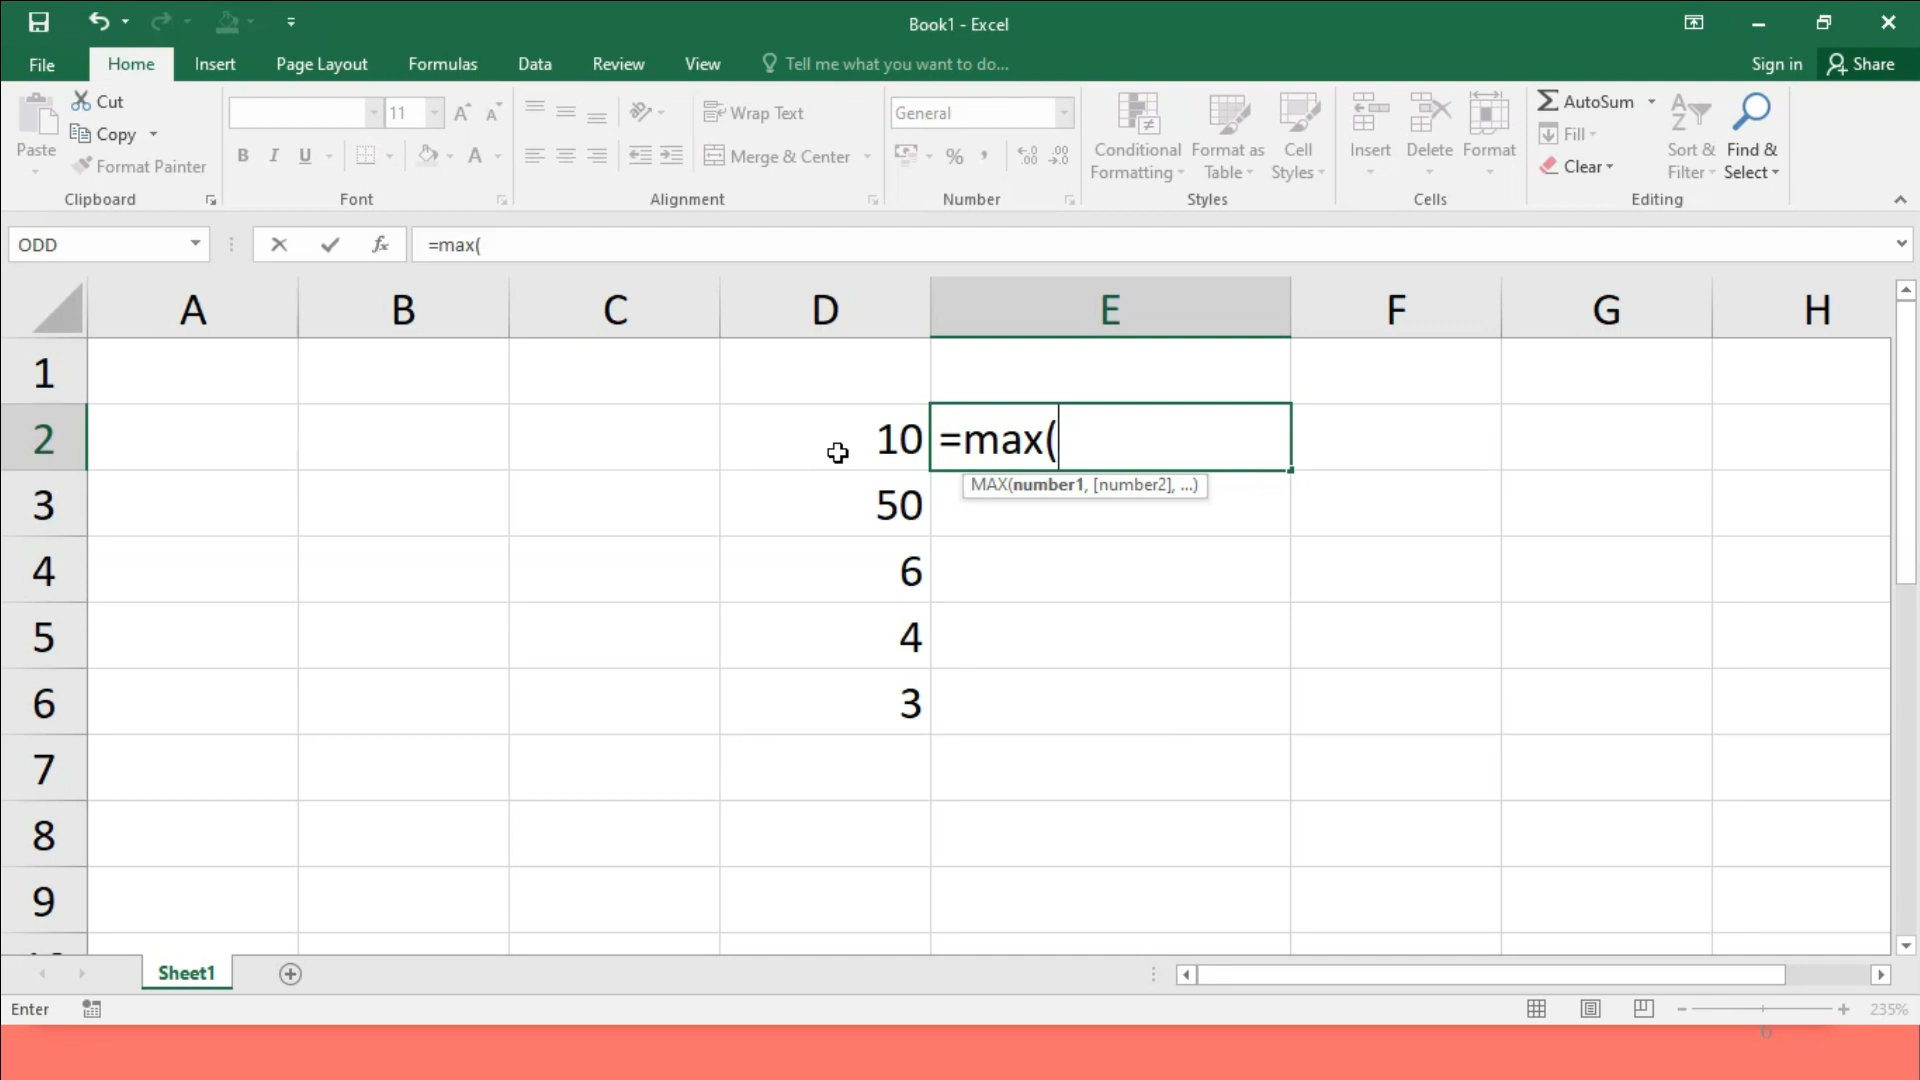 Book1 - Excel
File Home Insert Page Layout Formulas Data Review View Tell me what you want to do... Sign in Share
Paste
Cut
Copy
Format Painter
Clipboard
11
B I U
A
Font
Wrap Text
Merge & Center
Alignment
General
%
Number
Conditional Formatting
Format as Table
Cell Styles
Styles
Insert Delete Format
Cells
AutoSum
Fill
Clear
Sort & Filter
Find & Select
Editing
ODD fx =max(
A B C D E F G H
1
2 10 =max(
MAX(number1, [number2], ...)
3 50
4 6
5 4
6 3
7
8
9
Sheet1
Enter 235%
6